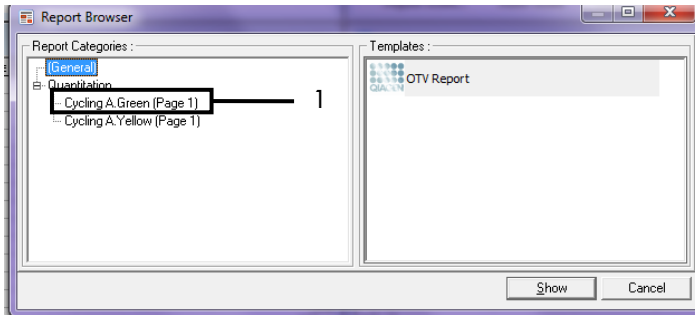 Report Browser
Report Categories :
(General)
Quantitation
Cycling A.Green (Page 1)
Cycling A.Yellow (Page 1)
1
Templates :
QIAGEN
OTV Report
Show
Cancel